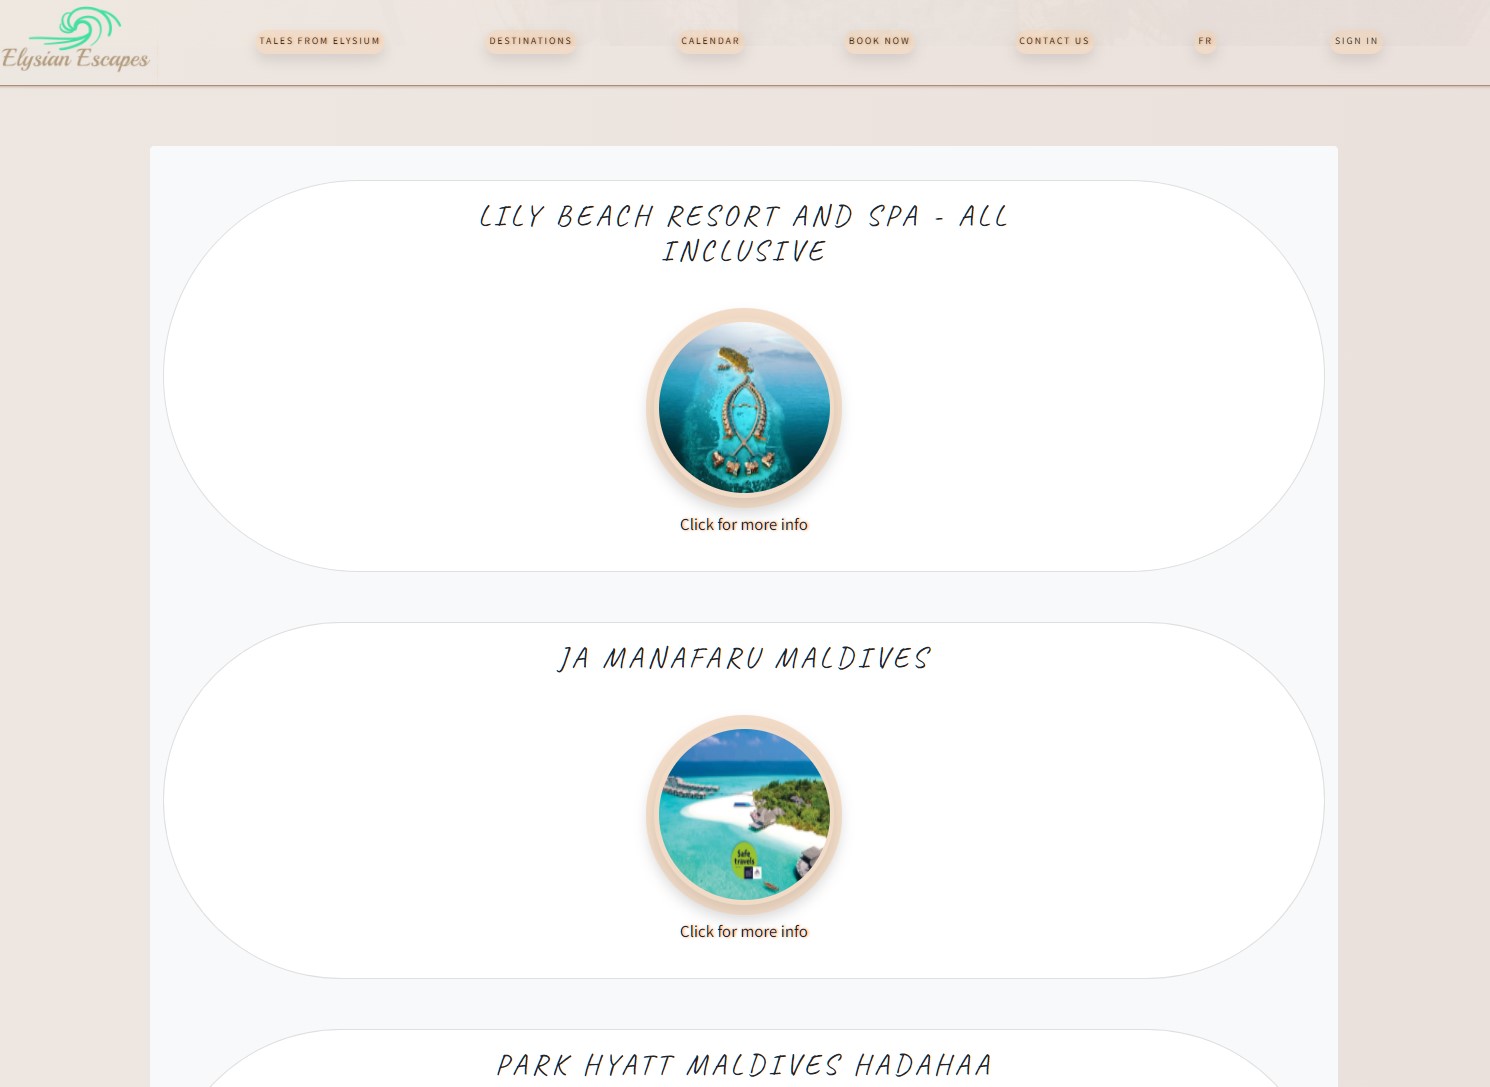 Elysian Escapes
TALES FROM ELYSIUM
DESTINATIONS
CALENDAR
BOOK NOW
CONTACT US
FR
SIGN IN
LILY BEACH RESORT AND SPA - ALL
INCLUSIVE
Click for more info
JA MANAFARU MALDIVES
Safe
travels
Click for more info
PARK HYATT MALDIVES HADAHAA